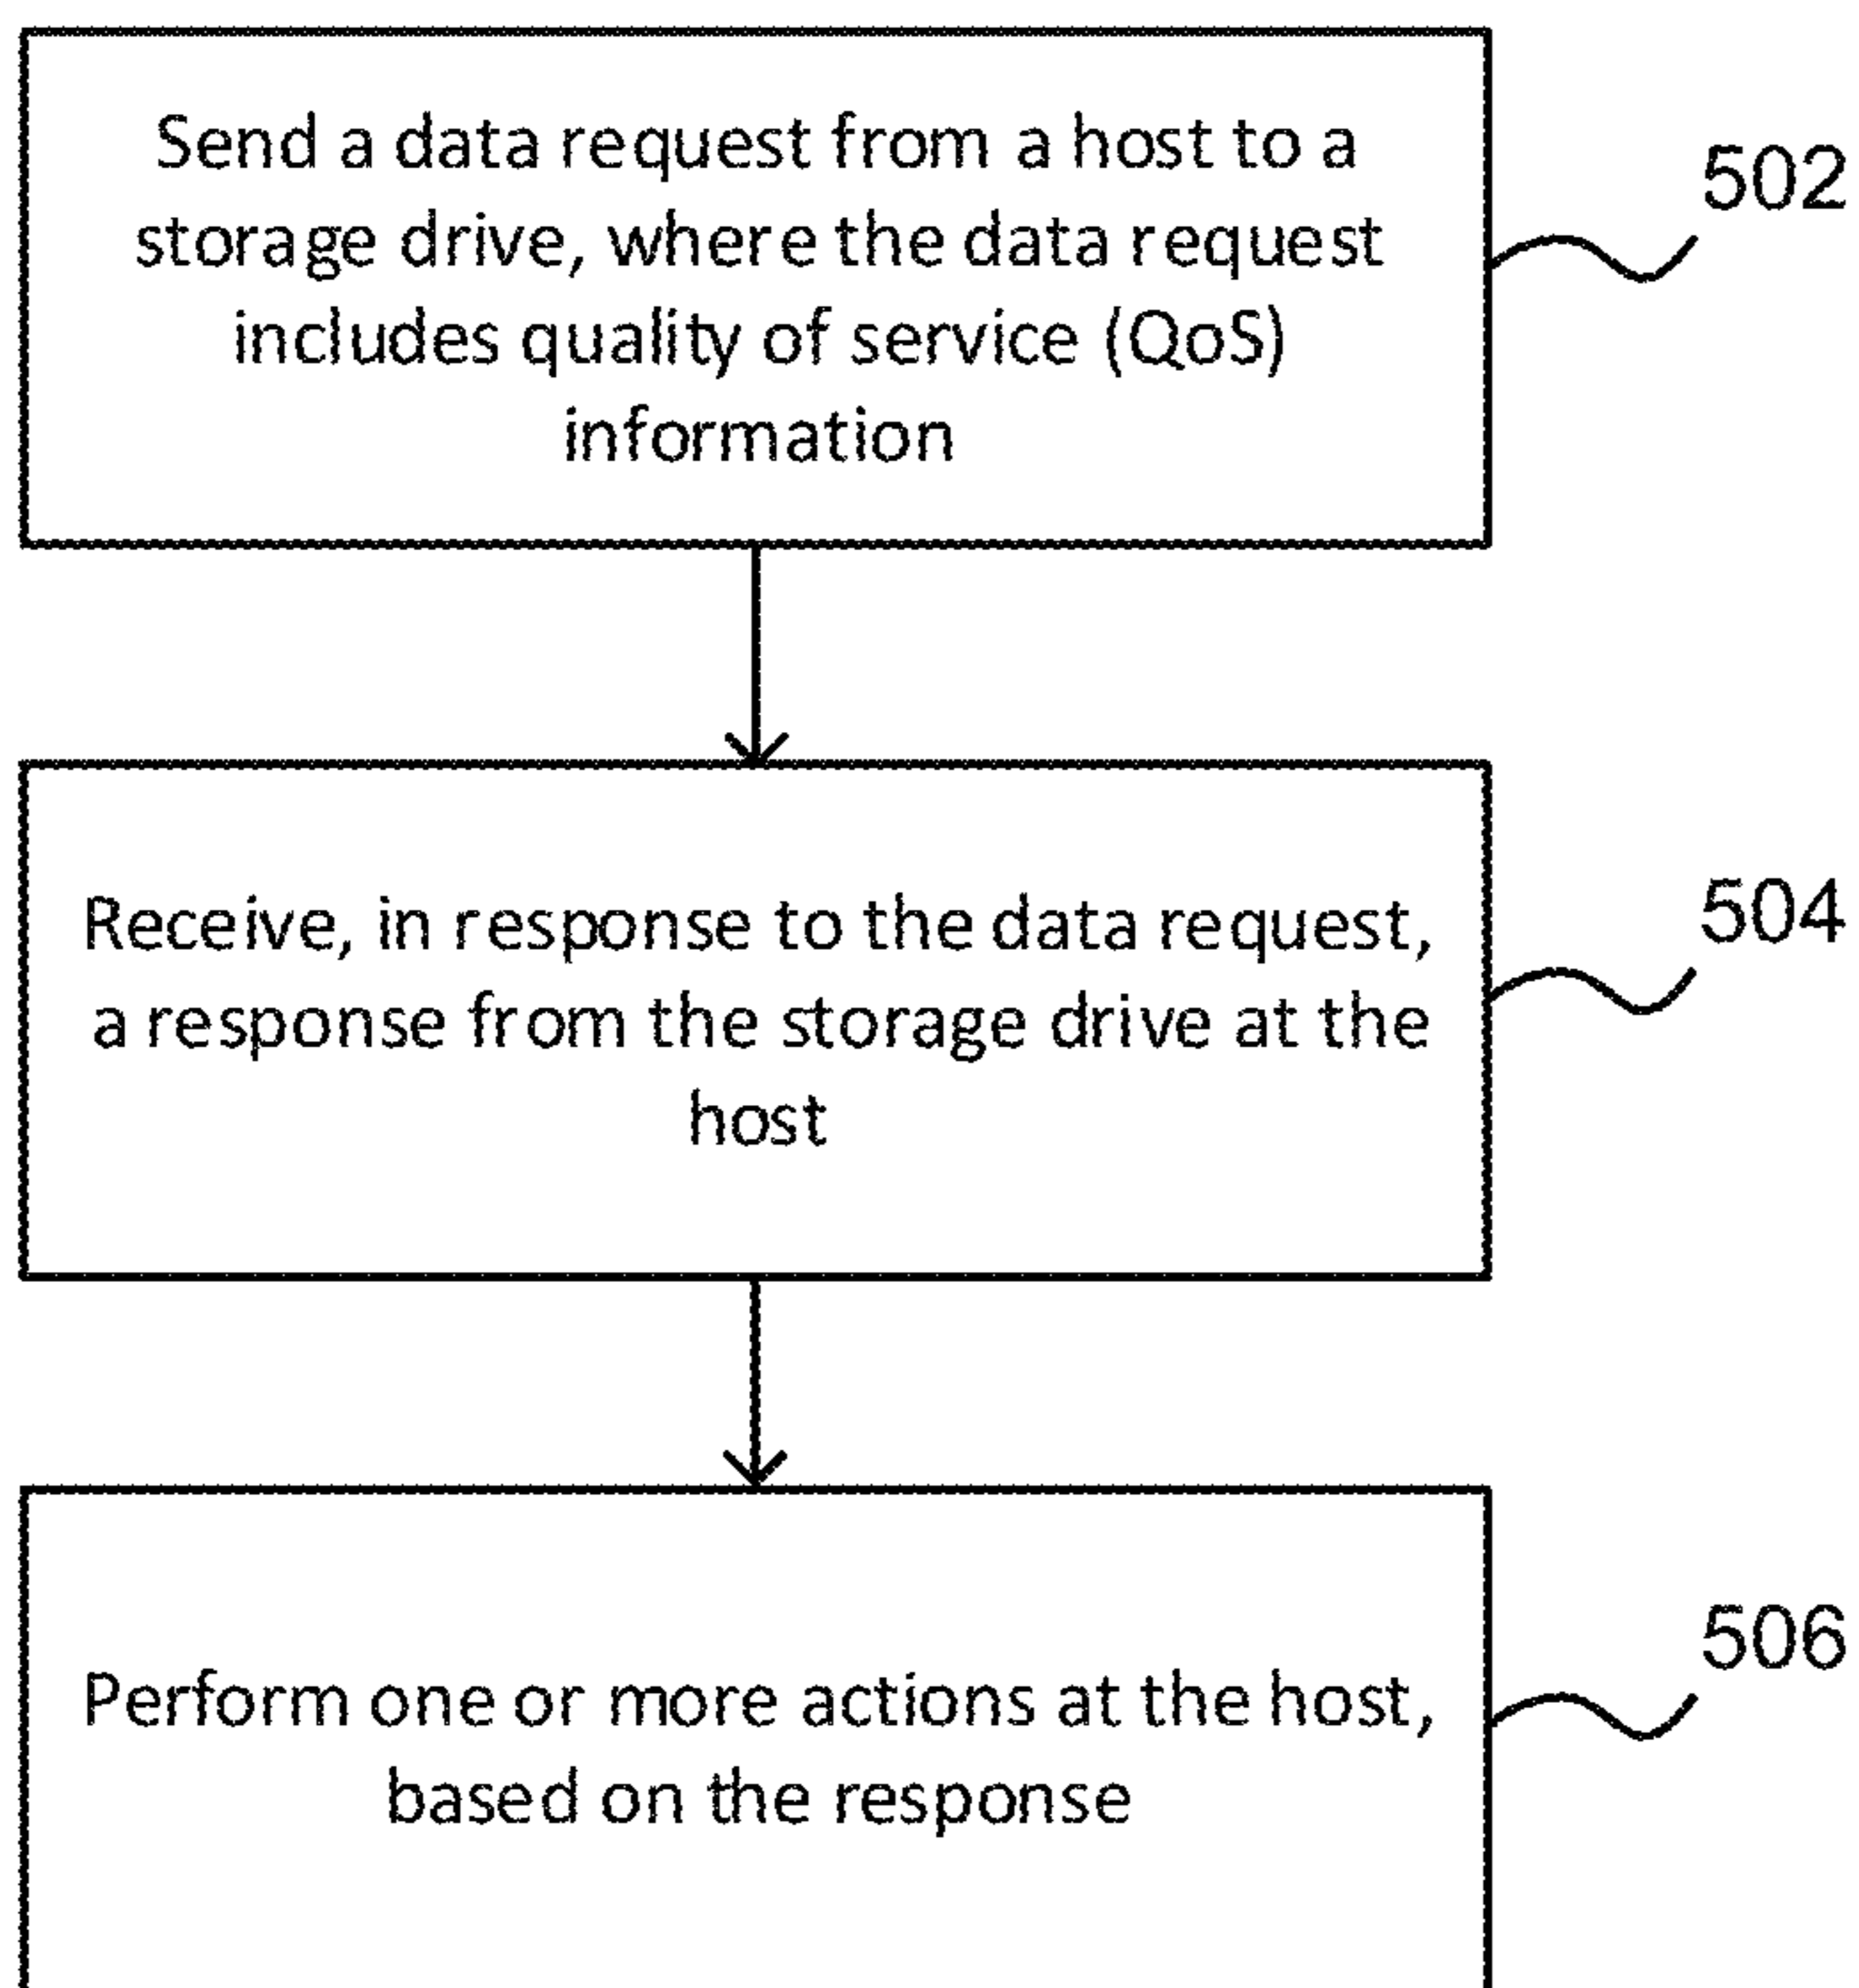 Send a data request from a host to a
storage drive, where the data request
includes quality of service (QoS)
information
502
Receive, in response to the data request,
a response from the storage drive at the
host
504
Perform one or more actions at the host,
based on the response
506